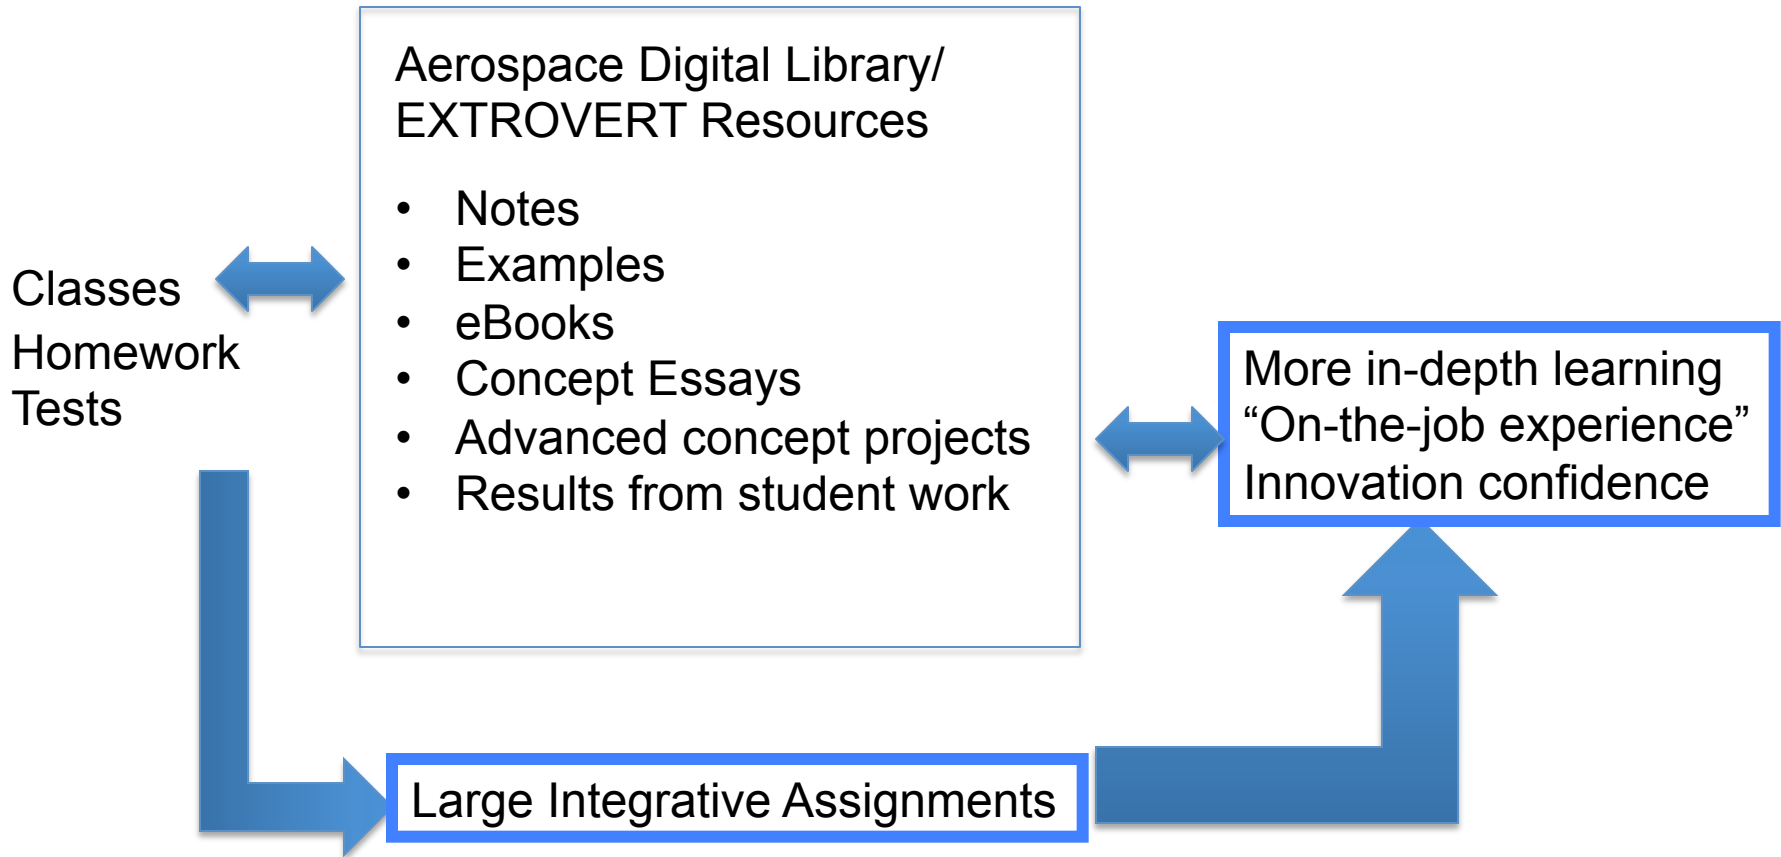 Aerospace Digital Library/
EXTROVERT Resources
• Notes
• Examples
• eBooks
• Concept Essays
• Advanced concept projects
• Results from student work
Classes
Homework
Tests
More in-depth learning
“On-the-job experience”
Innovation confidence
Large Integrative Assignments